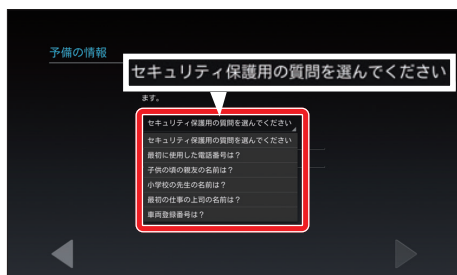 予備の情報
セキュリティ保護用の質問を選んでください
ます。
セキュリティ保護用の質問を選んでください
セキュリティ保護用の質問を選んでください
最初に使用した電話番号は？
子供の頃の親友の名前は？
小学校の先生の名前は？
最初の仕事の上司の名前は？
車両登録番号は？